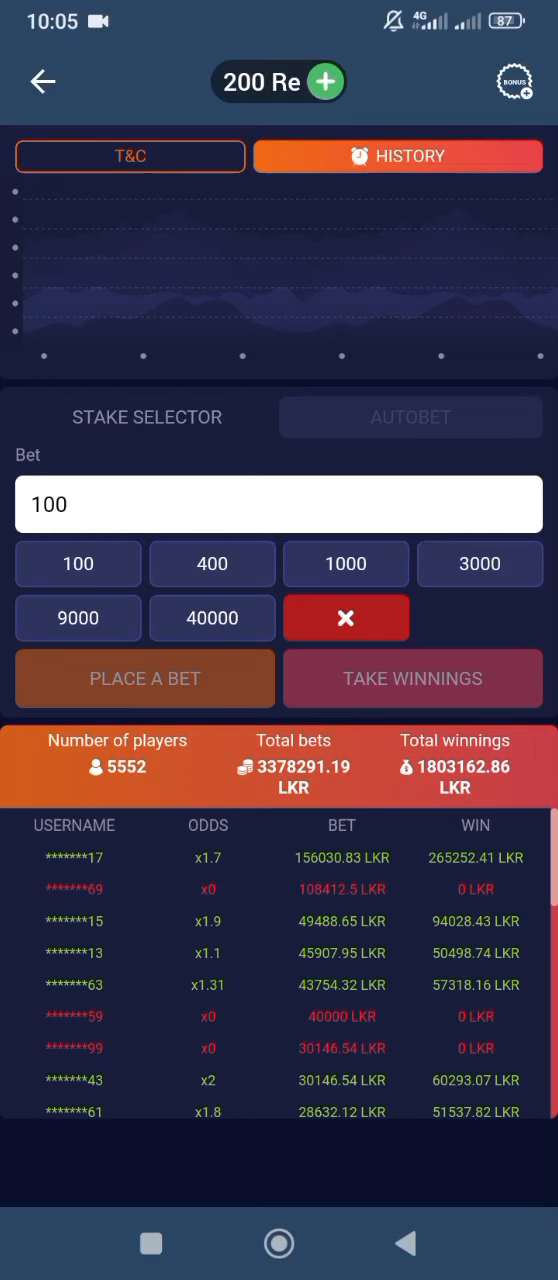 10:05 4G 87
200 Re
BONUS
T&C HISTORY
STAKE SELECTOR AUTOBET
Bet
100
100 400 1000 3000
9000 40000
PLACE A BET TAKE WINNINGS
Number of players Total bets Total winnings
5552 3378291.19 1803162.86
LKR LKR
USERNAME ODDS BET WIN
*******17 x1.7 156030.83 LKR 265252.41 LKR
*******69 x0 108412.5 LKR 0 LKR
*******15 x1.9 49488.65 LKR 94028.43 LKR
*******13 x1.1 45907.95 LKR 50498.74 LKR
*******63 x1.31 43754.32 LKR 57318.16 LKR
*******59 x0 40000 LKR 0 LKR
*******99 x0 30146.54 LKR 0 LKR
*******43 x2 30146.54 LKR 60293.07 LKR
*******61 x1.8 28632.12 LKR 51537.82 LKR